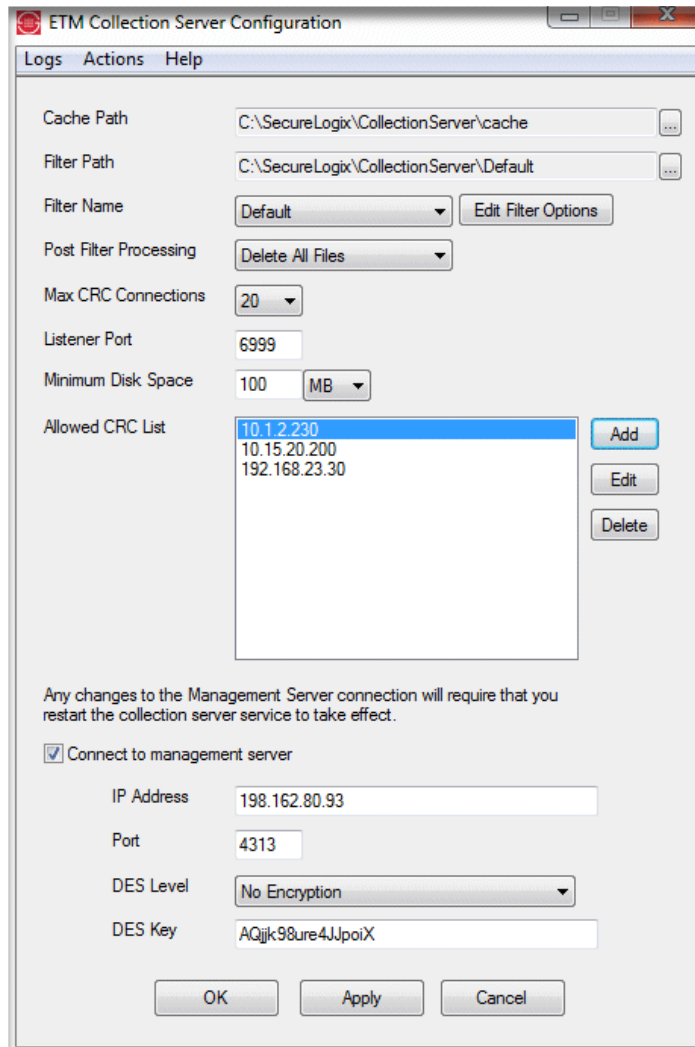 ETM Collection Server Configuration
Logs Actions Help
Cache Path C:\SecureLogix\CollectionServer\cache ...
Filter Path C:\SecureLogix\CollectionServer\Default ...
Filter Name Default Edit Filter Options
Post Filter Processing Delete All Files
Max CRC Connections 20
Listener Port 6999
Minimum Disk Space 100 MB
Allowed CRC List 10.1.2.230 Add
10.15.20.200
192.168.23.30 Edit
Delete
Any changes to the Management Server connection will require that you
restart the collection server service to take effect.
Connect to management server
IP Address 198.162.80.93
Port 4313
DES Level No Encryption
DES Key AQjjk98ure4JJpoiX
OK Apply Cancel